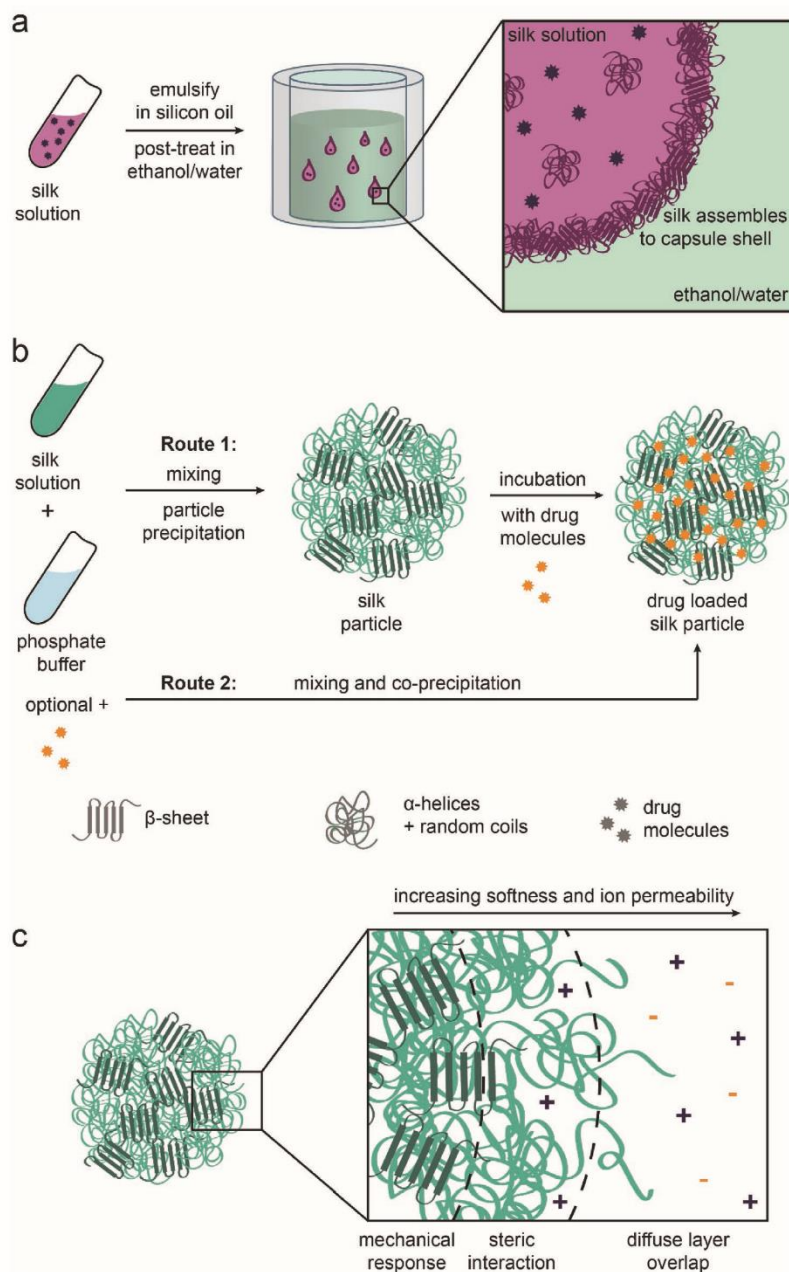 a
silk solution
emulsify
in silicon oil
post-treat in
ethanol/water
silk
solution
silk assembles
to capsule shell
ethanol/water
b
silk
solution
+
phosphate
buffer
optional +
Route 1:
mixing
particle
precipitation
silk
particle
incubation
with drug
molecules
drug loaded
silk particle
Route 2: mixing and co-precipitation
β-sheet
α-helices
+ random coils
drug
molecules
increasing softness and ion permeability
c
+
-
+
-
+
+
-
+
+
-
+
+
mechanical
response
steric
interaction
diffuse layer
overlap